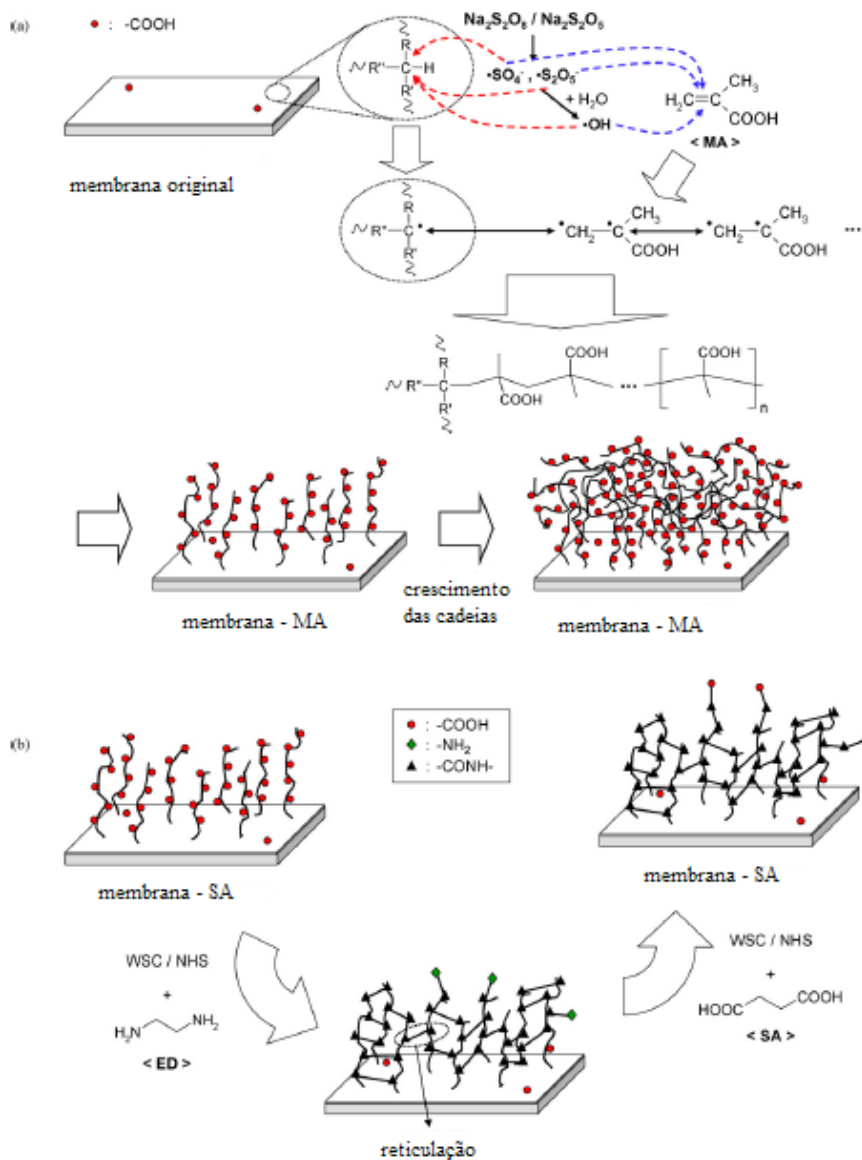 (a)
● : -COOH
Na₂S₂O₈ / Na₂S₂O₅
R
R" C H
R'
•SO₄⁻ , •S₂O₅⁻
+ H₂O
•OH
CH₃
H₂C=C
COOH
< MA >
membrana original
R
R" C •
R'
•CH₂ •C
CH₃
COOH
•CH₂ •C
CH₃
COOH
...
R
R" C
R'
COOH
COOH
...
COOH
n
membrana - MA
crescimento
das cadeias
membrana - MA
(b)
● : -COOH
◆ : -NH₂
▲ : -CONH-
membrana - SA
membrana - SA
WSC / NHS
+
H₂N NH₂
< ED >
WSC / NHS
+
HOOC COOH
< SA >
reticulação